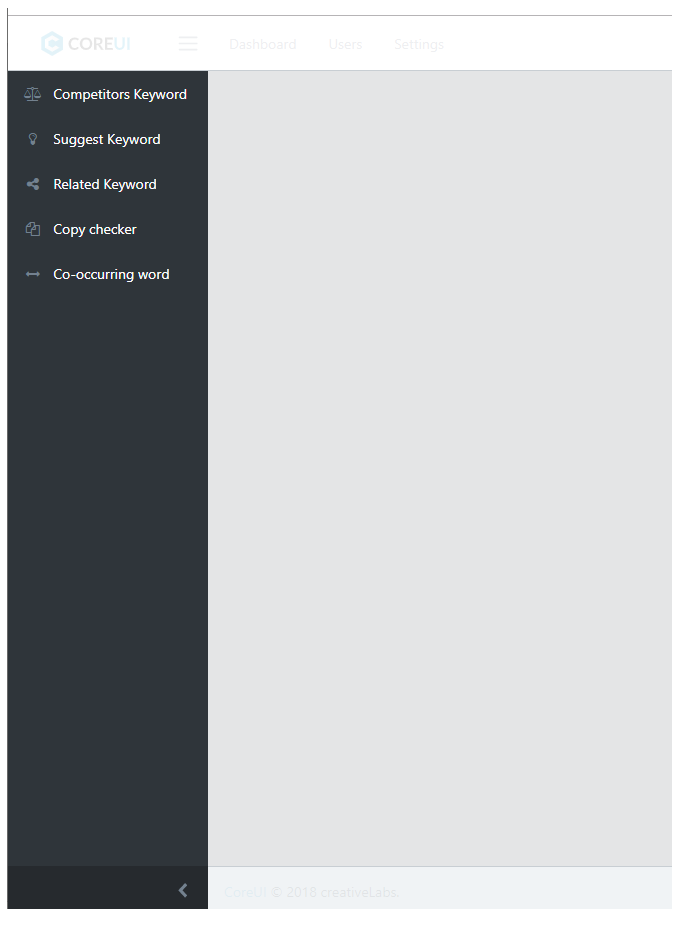 COREUI
Dashboard Users Settings
Competitors Keyword
Suggest Keyword
Related Keyword
Copy checker
Co-occurring word
CoreUI © 2018 creativeLabs.